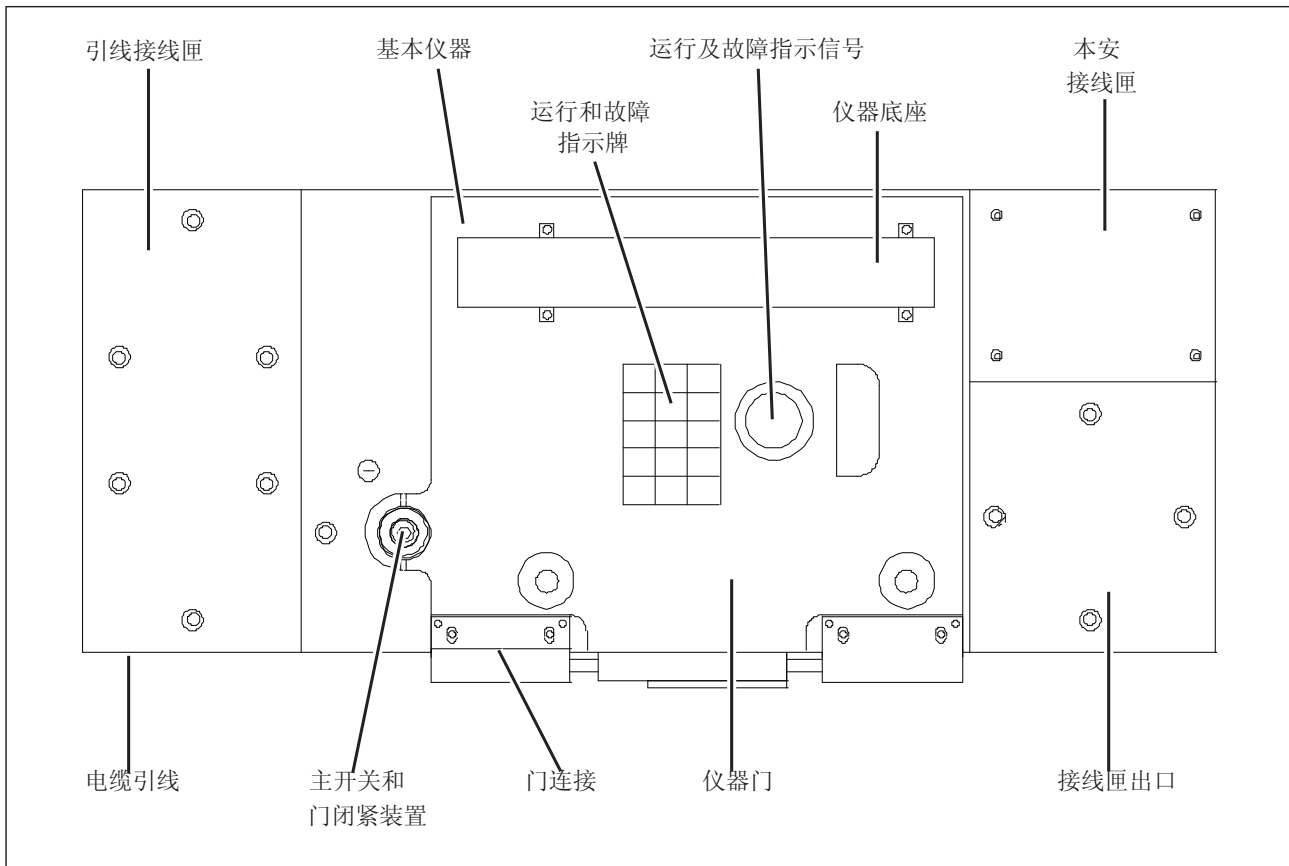 引线接线匣
基本仪器
运行及故障指示信号
本安
接线匣
运行和故障
指示牌
仪器底座
电缆引线
主开关和
门闭紧装置
门连接
仪器门
接线匣出口